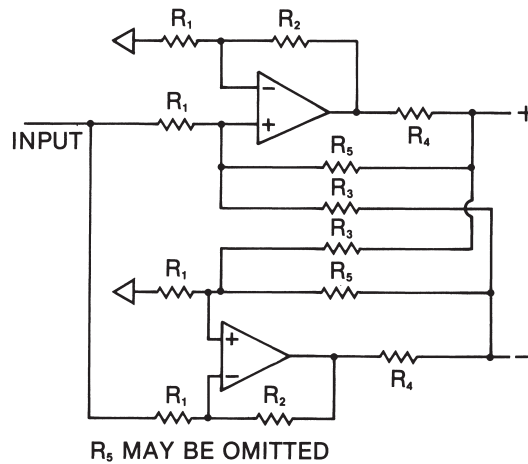 R₁
R₂
−
+
R₁
INPUT
R₄
+
R₅
R₃
R₃
R₁
R₅
+
−
R₄
−
R₁
R₂
R₅ MAY BE OMITTED